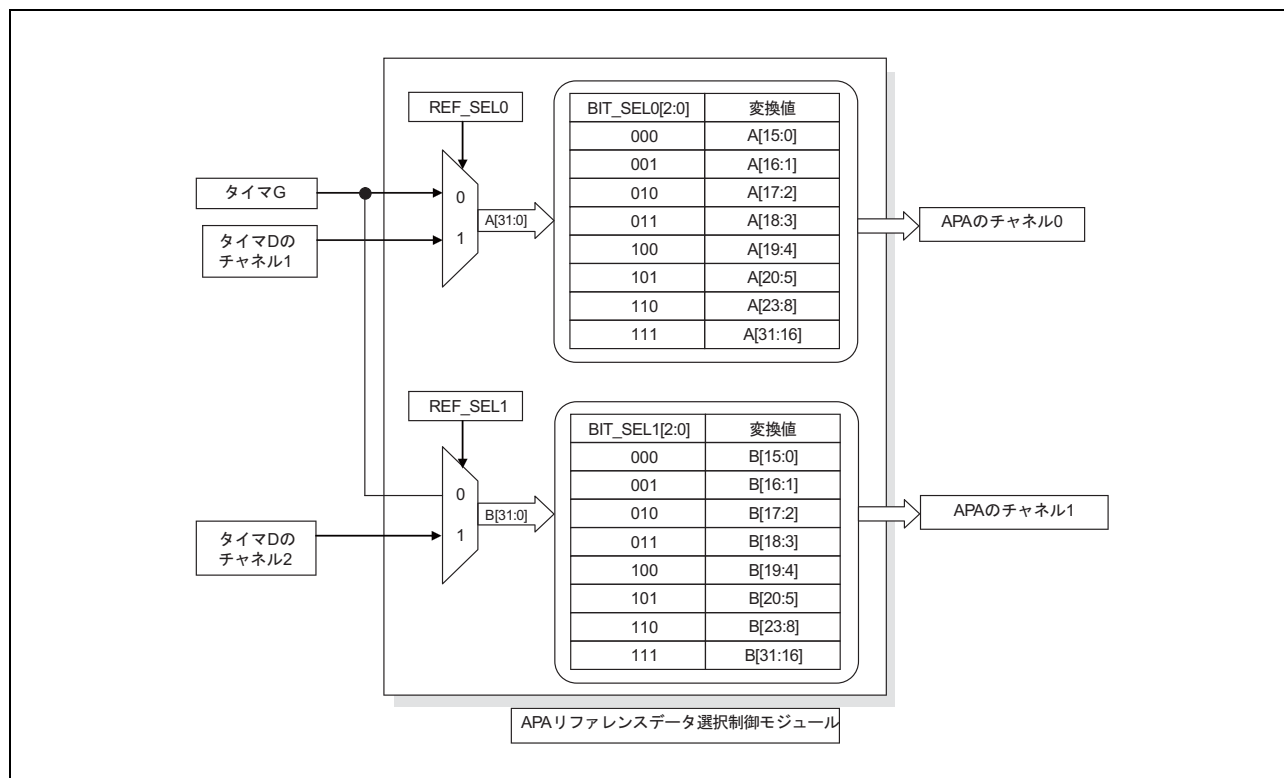 REF_SEL0
タイマG
タイマDの
チャネル1
0
1
A[31:0]
BIT_SEL0[2:0] 変換値
000 A[15:0]
001 A[16:1]
010 A[17:2]
011 A[18:3]
100 A[19:4]
101 A[20:5]
110 A[23:8]
111 A[31:16]
APAのチャネル0
REF_SEL1
タイマDの
チャネル2
0
1
B[31:0]
BIT_SEL1[2:0] 変換値
000 B[15:0]
001 B[16:1]
010 B[17:2]
011 B[18:3]
100 B[19:4]
101 B[20:5]
110 B[23:8]
111 B[31:16]
APAのチャネル1
APAリファレンスデータ選択制御モジュール